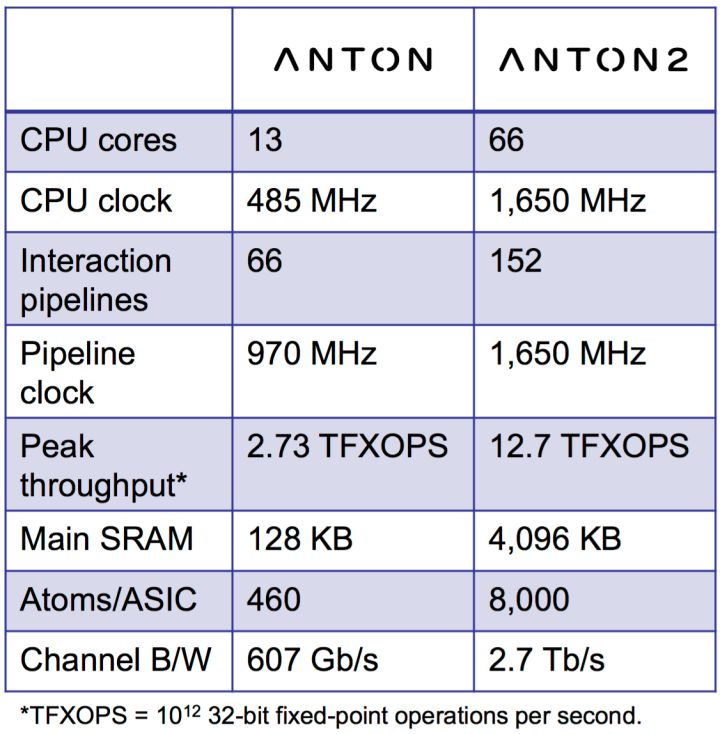 ANTON ANTON2
CPU cores 13 66
CPU clock 485 MHz 1,650 MHz
Interaction
pipelines 66 152
Pipeline
clock 970 MHz 1,650 MHz
Peak
throughput* 2.73 TFXOPS 12.7 TFXOPS
Main SRAM 128 KB 4,096 KB
Atoms/ASIC 460 8,000
Channel B/W 607 Gb/s 2.7 Tb/s
*TFXOPS = 10¹² 32-bit fixed-point operations per second.